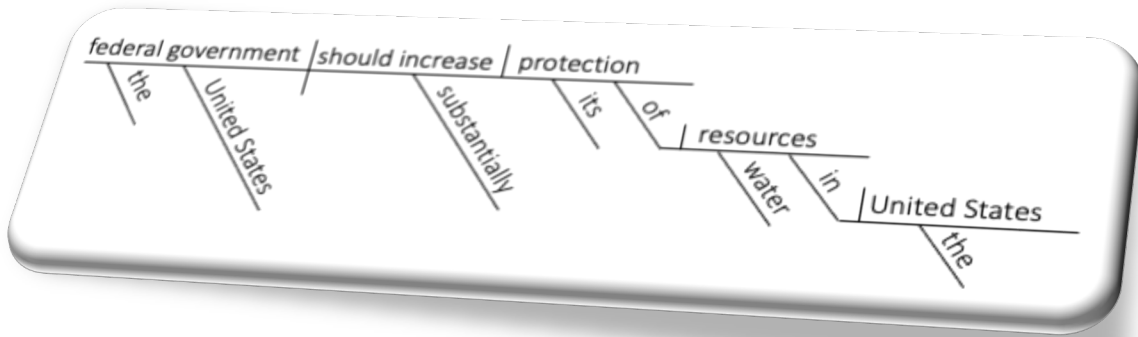 federal government should increase protection
the United States substantially its of
resources
water in
United States
the